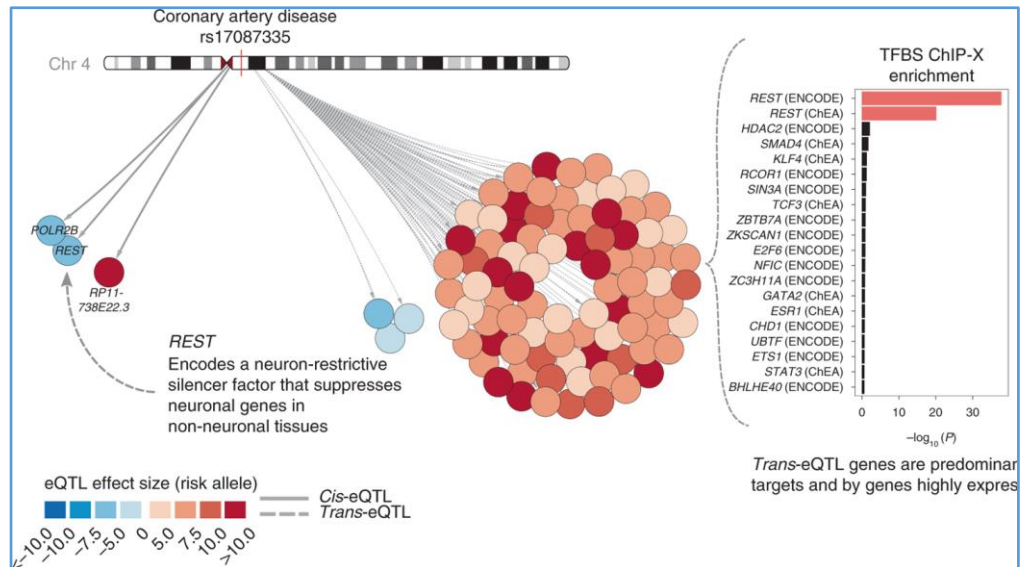 Coronary artery disease
rs17087335
Chr 4
POLR2B
REST
RP11-
738E22.3
REST
Encodes a neuron-restrictive
silencer factor that suppresses
neuronal genes in
non-neuronal tissues
eQTL effect size (risk allele)
<–10.0
–10.0
–7.5
–5.0
0
5.0
7.5
10.0
>10.0
Cis-eQTL
Trans-eQTL
TFBS ChIP-X
enrichment
REST (ENCODE)
REST (ChEA)
HDAC2 (ENCODE)
SMAD4 (ChEA)
KLF4 (ChEA)
RCOR1 (ENCODE)
SIN3A (ENCODE)
TCF3 (ChEA)
ZBTB7A (ENCODE)
ZKSCAN1 (ENCODE)
E2F6 (ENCODE)
NFIC (ENCODE)
ZC3H11A (ENCODE)
GATA2 (ChEA)
ESR1 (ChEA)
CHD1 (ENCODE)
UBTF (ENCODE)
ETS1 (ENCODE)
STAT3 (ChEA)
BHLHE40 (ENCODE)
0 10 20 30
–log10 (P)
Trans-eQTL genes are predominan
targets and by genes highly expres